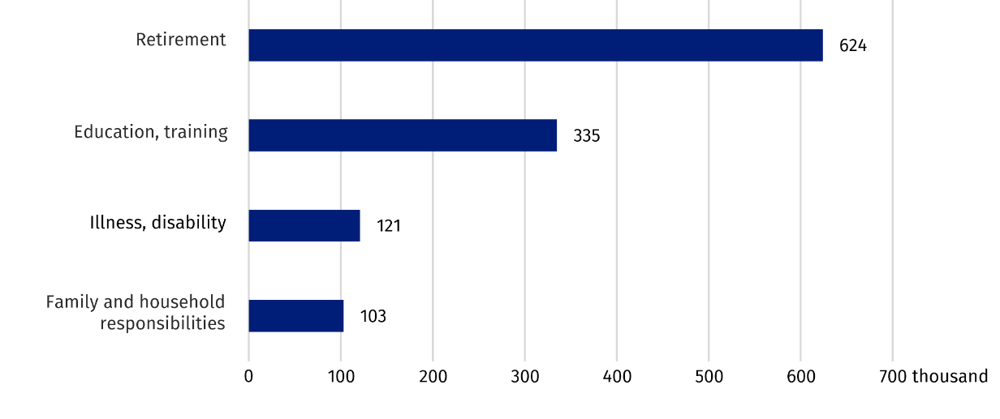 Retirement
624
Education, training
335
Illness, disability
121
Family and household
responsibilities
103
0 100 200 300 400 500 600 700 thousand